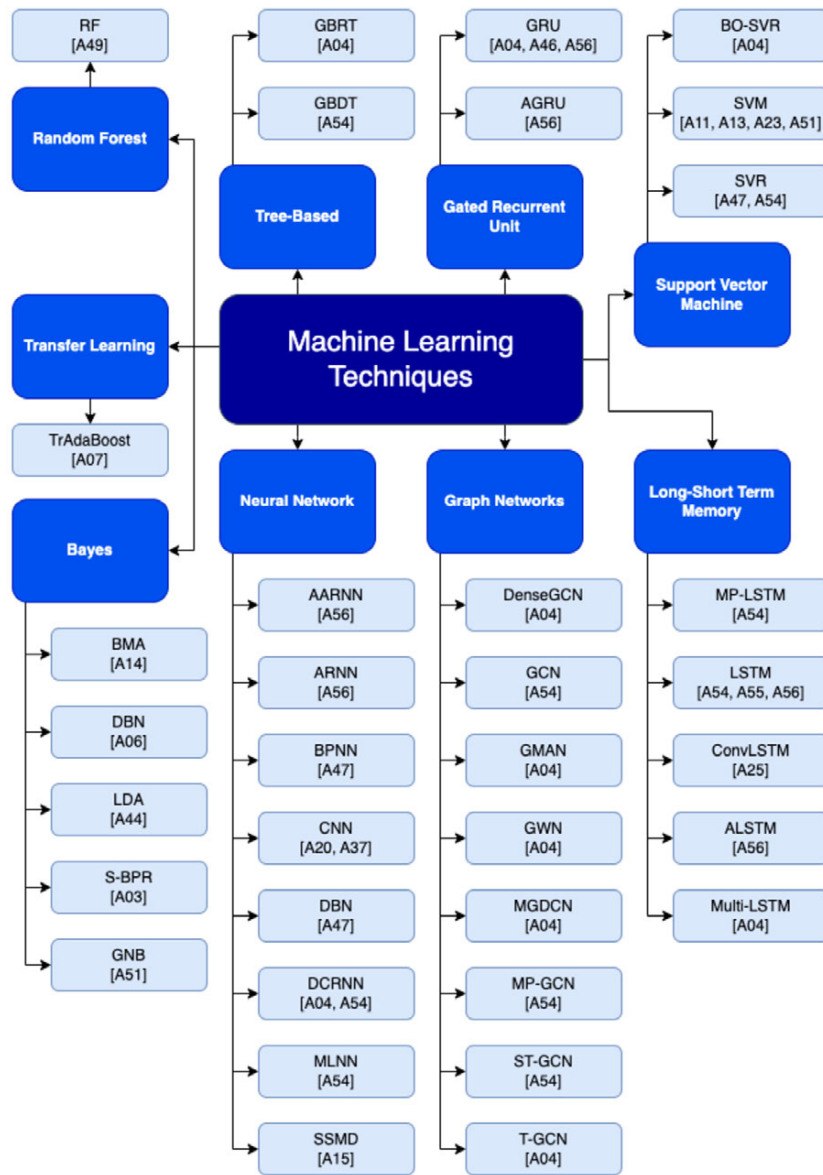 RF
[A49]
Random Forest
GBRT
[A04]
GBDT
[A54]
Tree-Based
GRU
[A04, A46, A56]
AGRU
[A56]
Gated Recurrent
Unit
BO-SVR
[A04]
SVM
[A11, A13, A23, A51]
SVR
[A47, A54]
Support Vector
Machine
Machine Learning
Techniques
Transfer Learning
TrAdaBoost
[A07]
Bayes
BMA
[A14]
DBN
[A06]
LDA
[A44]
S-BPR
[A03]
GNB
[A51]
Neural Network
AARNN
[A56]
ARNN
[A56]
BPNN
[A47]
CNN
[A20, A37]
DBN
[A47]
DCRNN
[A04, A54]
MLNN
[A54]
SSMD
[A15]
Graph Networks
DenseGCN
[A04]
GCN
[A54]
GMAN
[A04]
GWN
[A04]
MGDCN
[A04]
MP-GCN
[A54]
ST-GCN
[A54]
T-GCN
[A04]
Long-Short Term
Memory
MP-LSTM
[A54]
LSTM
[A54, A55, A56]
ConvLSTM
[A25]
ALSTM
[A56]
Multi-LSTM
[A04]